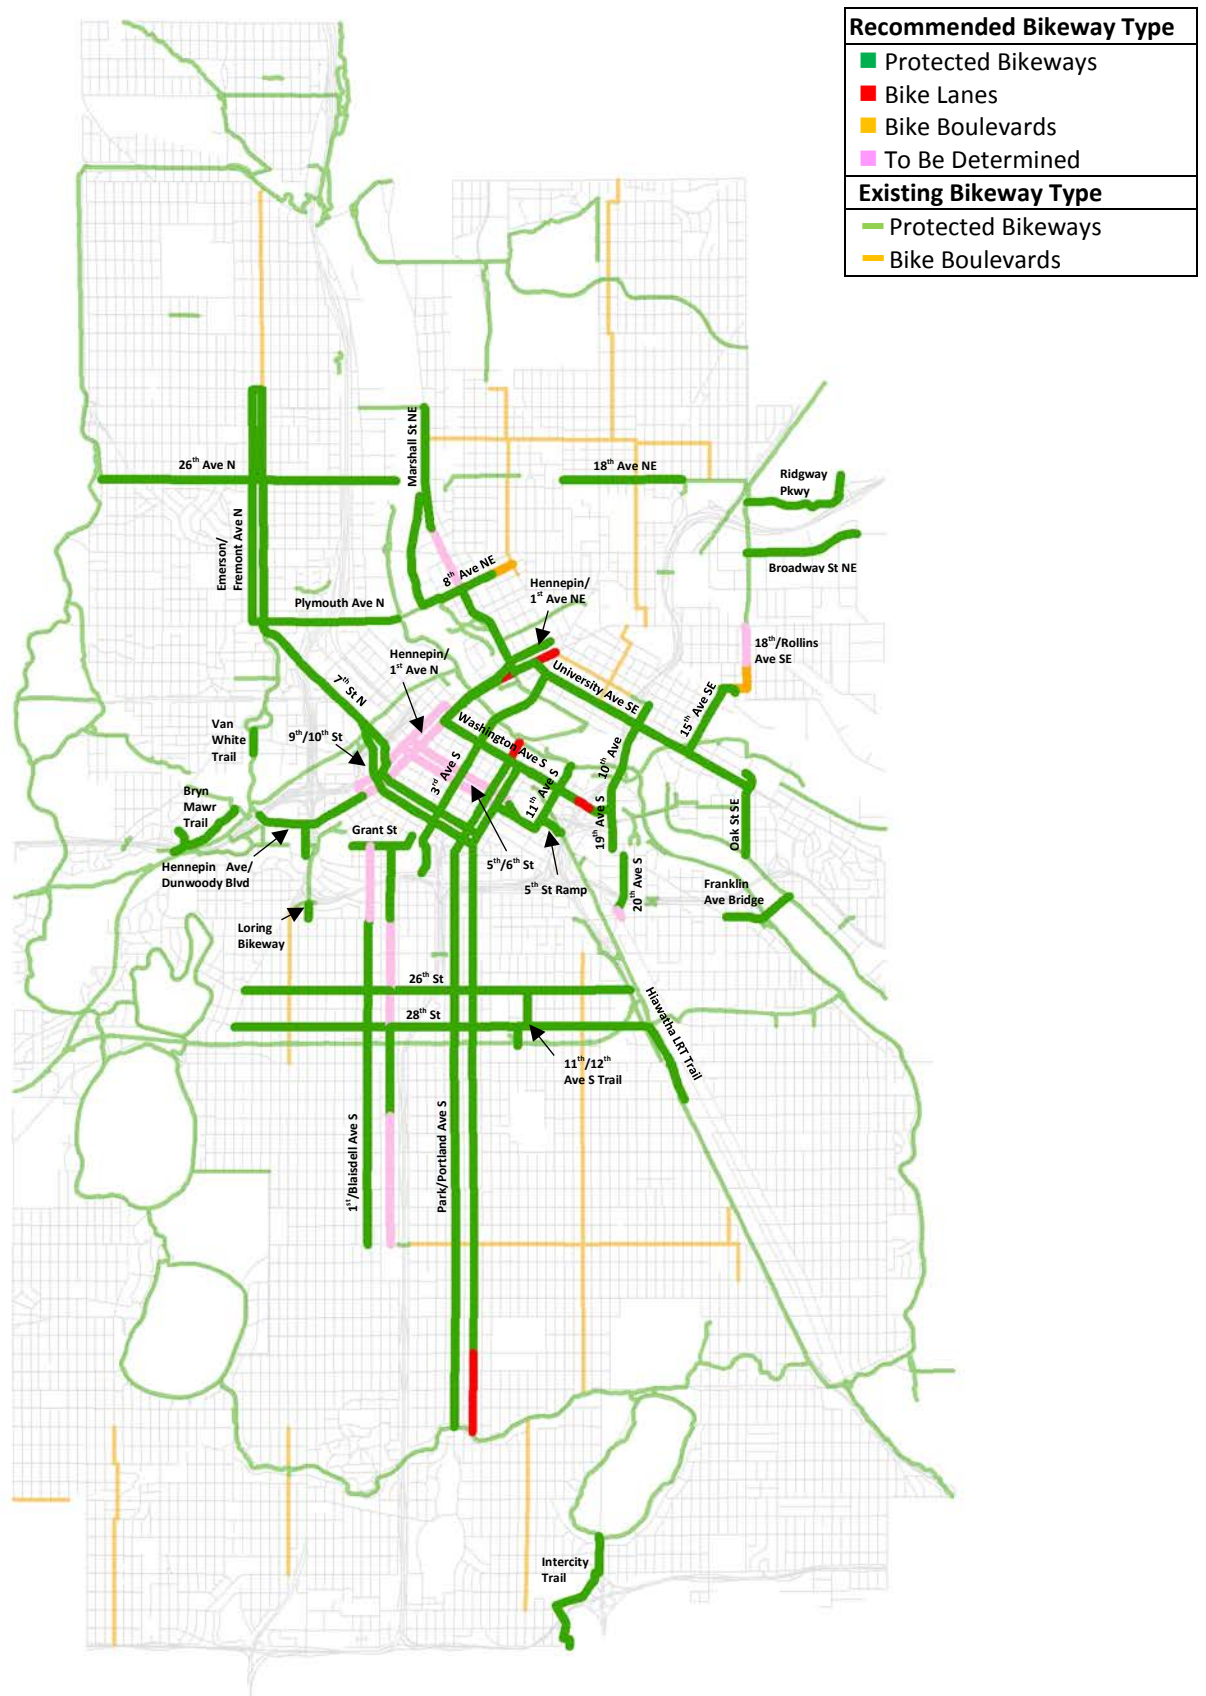 Recommended Bikeway Type
Protected Bikeways
Bike Lanes
Bike Boulevards
To Be Determined
Existing Bikeway Type
Protected Bikeways
Bike Boulevards
Marshall St NE
26th Ave N
18th Ave NE
Ridgway
Pkwy
Emerson/
Fremont Ave N
8th Ave NE
Broadway St NE
Hennepin/
1st Ave NE
Plymouth Ave N
18th/Rollins
Ave SE
Hennepin/
1st Ave N
University Ave SE
7th St N
15th Ave SE
Van
White
Trail
9th/10th St
Washington Ave S
10th Ave
3rd Ave S
11th Ave S
Bryn
Mawr
Trail
19th Ave S
Oak St SE
Grant St
Hennepin Ave/
Dunwoody Blvd
5th/6th St
5th St Ramp
20th Ave S
Franklin
Ave Bridge
Loring
Bikeway
26th St
28th St
Hiawatha LRT Trail
11th/12th
Ave S Trail
1st/Blaisdell Ave S
Park/Portland Ave S
Intercity
Trail